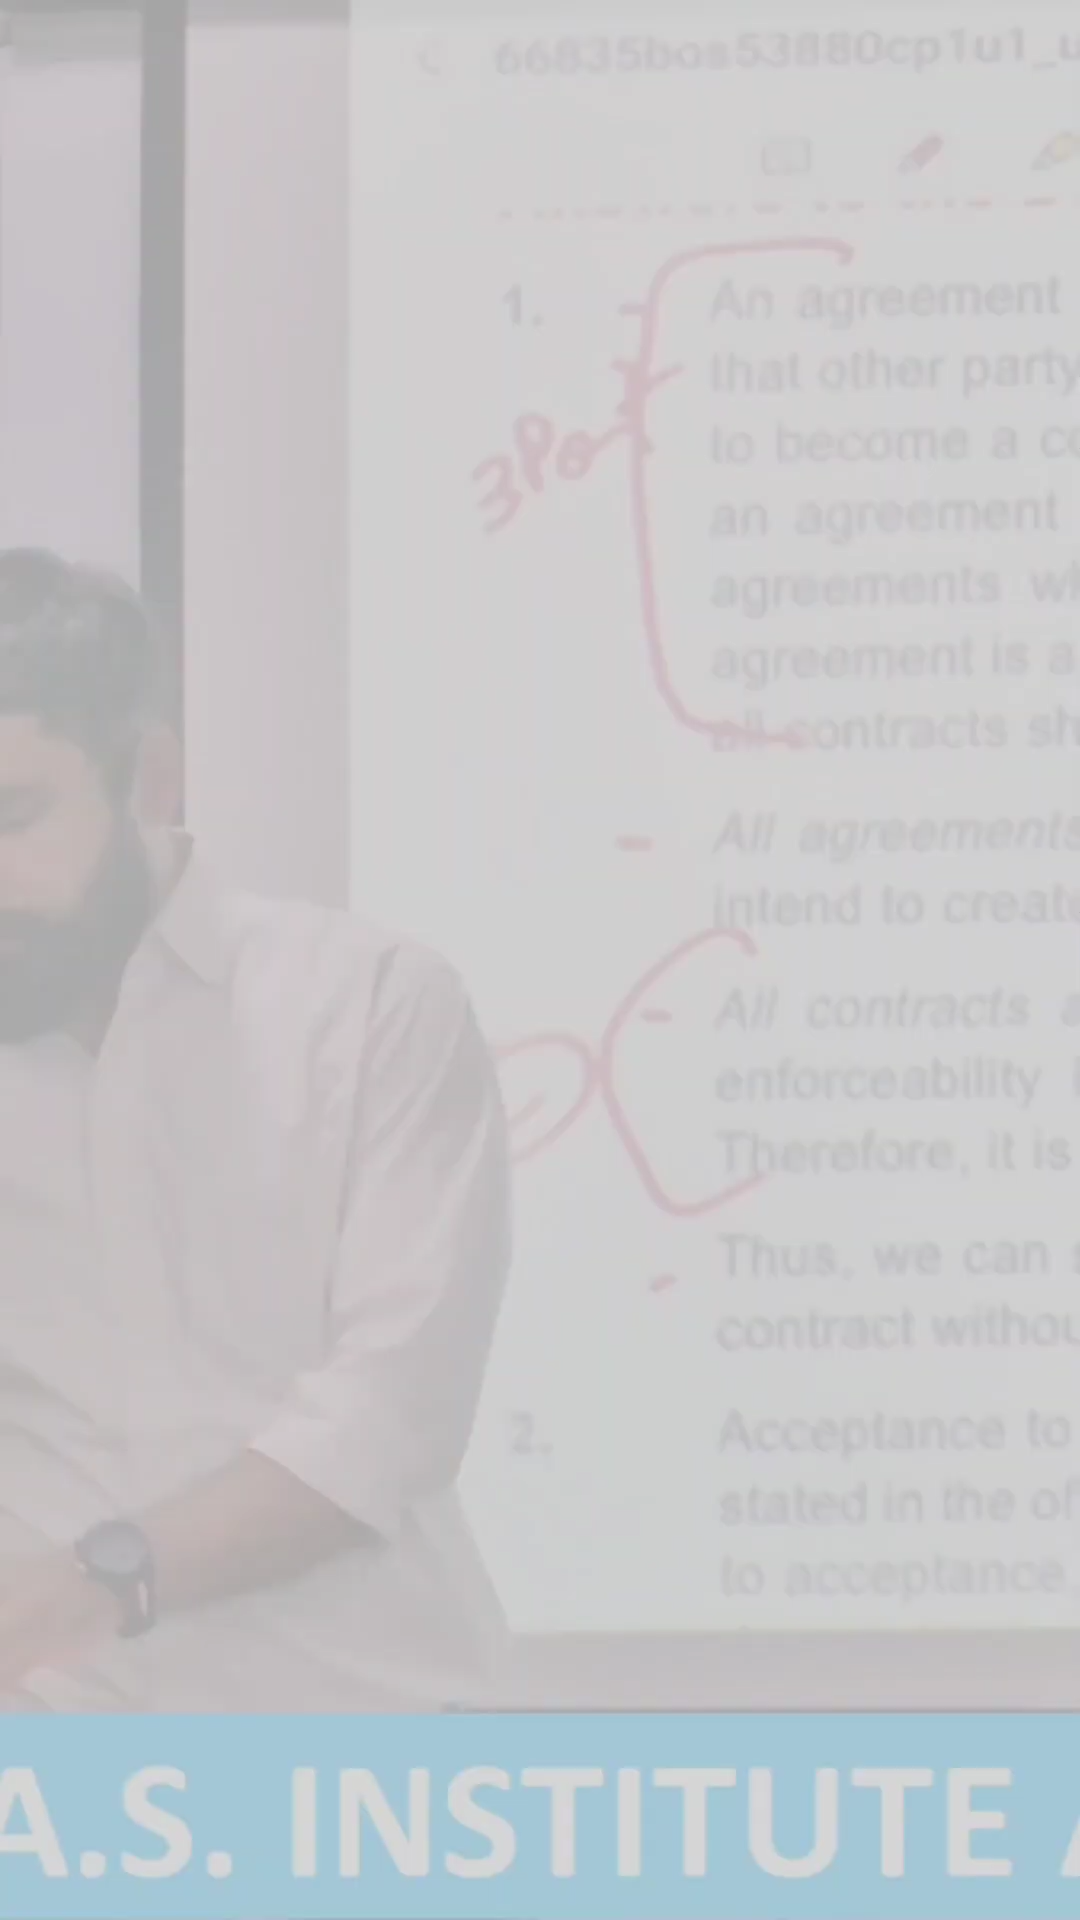 66835bos53880cp1u1_u
1. An agreement
that other party
to become a co
an agreement
agreements wh
agreement is a
all contracts sh
All agreements
intend to create
All contracts a
enforceability
Therefore, it is
Thus, we can s
contract withou
2. Acceptance to
stated in the of
to acceptance,
A.S. INSTITUTE